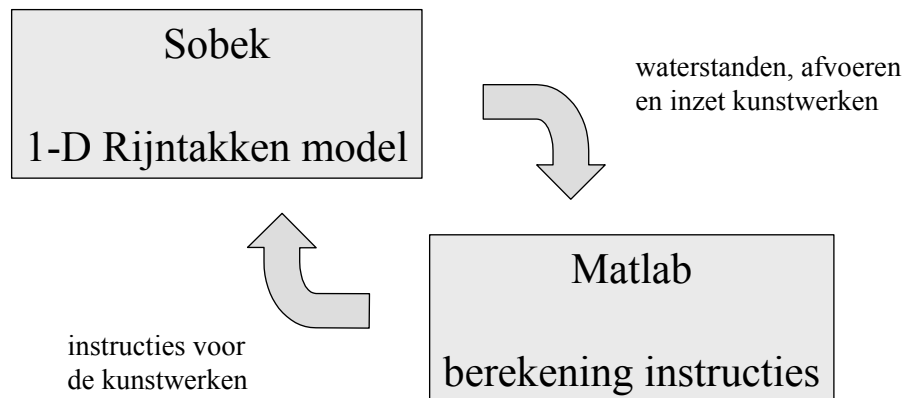 Sobek
1-D Rijntakken model
waterstanden, afvoeren
en inzet kunstwerken
Matlab
berekening instructies
instructies voor
de kunstwerken